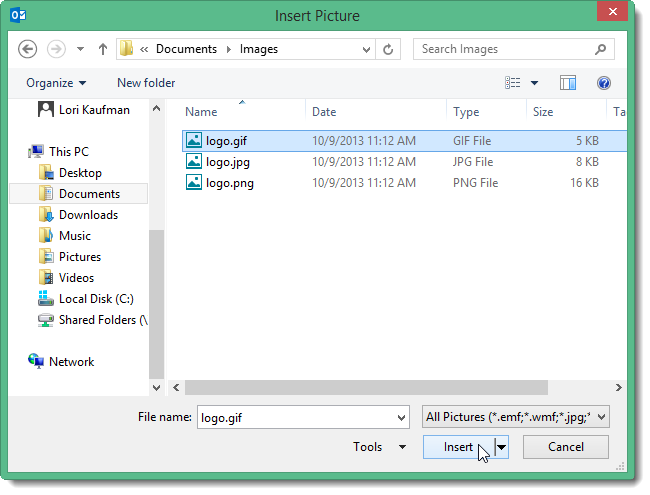 Insert Picture
« Documents Images Search Images
Organize New folder
Lori Kaufman
This PC
Desktop
Documents
Downloads
Music
Pictures
Videos
Local Disk (C:)
Shared Folders (\
Network
Name Date Type Size Ta
logo.gif 10/9/2013 11:12 AM GIF File 5 KB
logo.jpg 10/9/2013 11:12 AM JPG File 8 KB
logo.png 10/9/2013 11:12 AM PNG File 16 KB
File name: logo.gif All Pictures (*.emf;*.wmf;*.jpg;*
Tools Insert Cancel